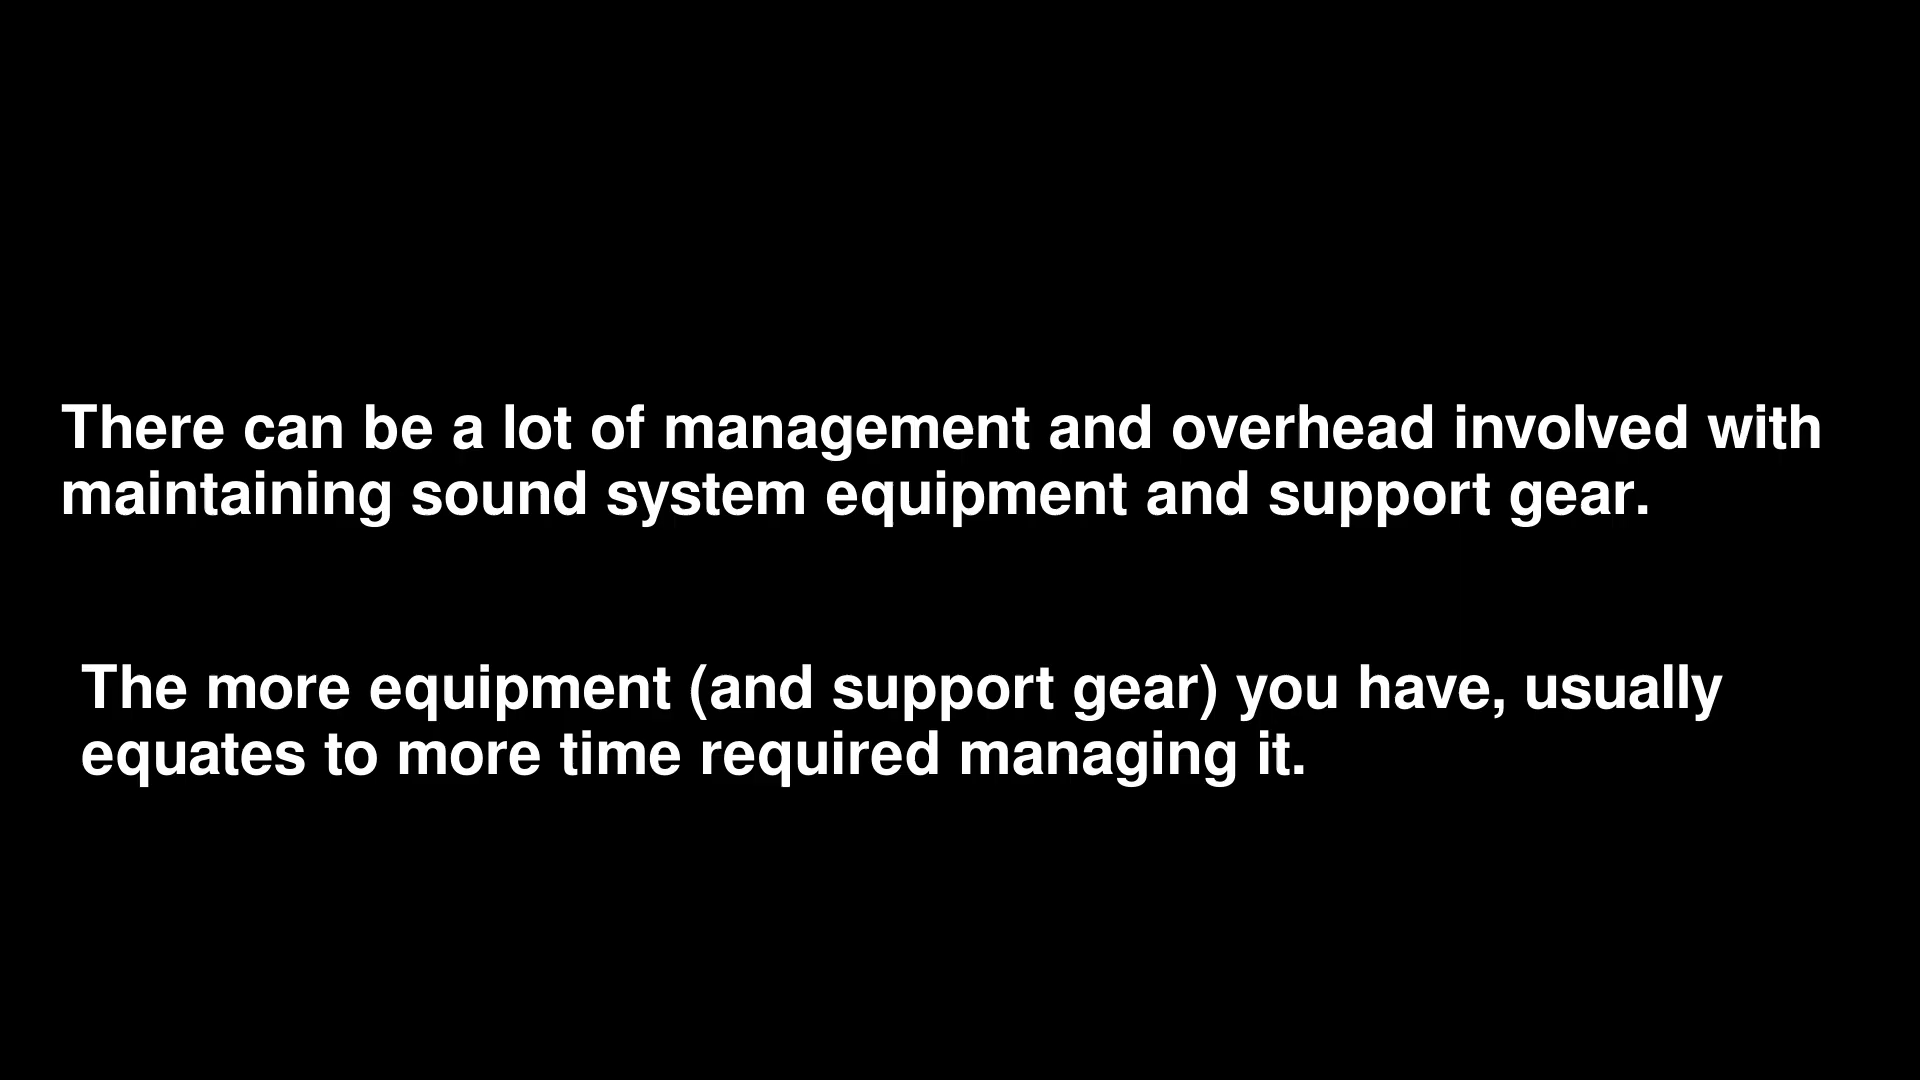 There can be a lot of management and overhead involved with
maintaining sound system equipment and support gear.
The more equipment (and support gear) you have, usually
equates to more time required managing it.